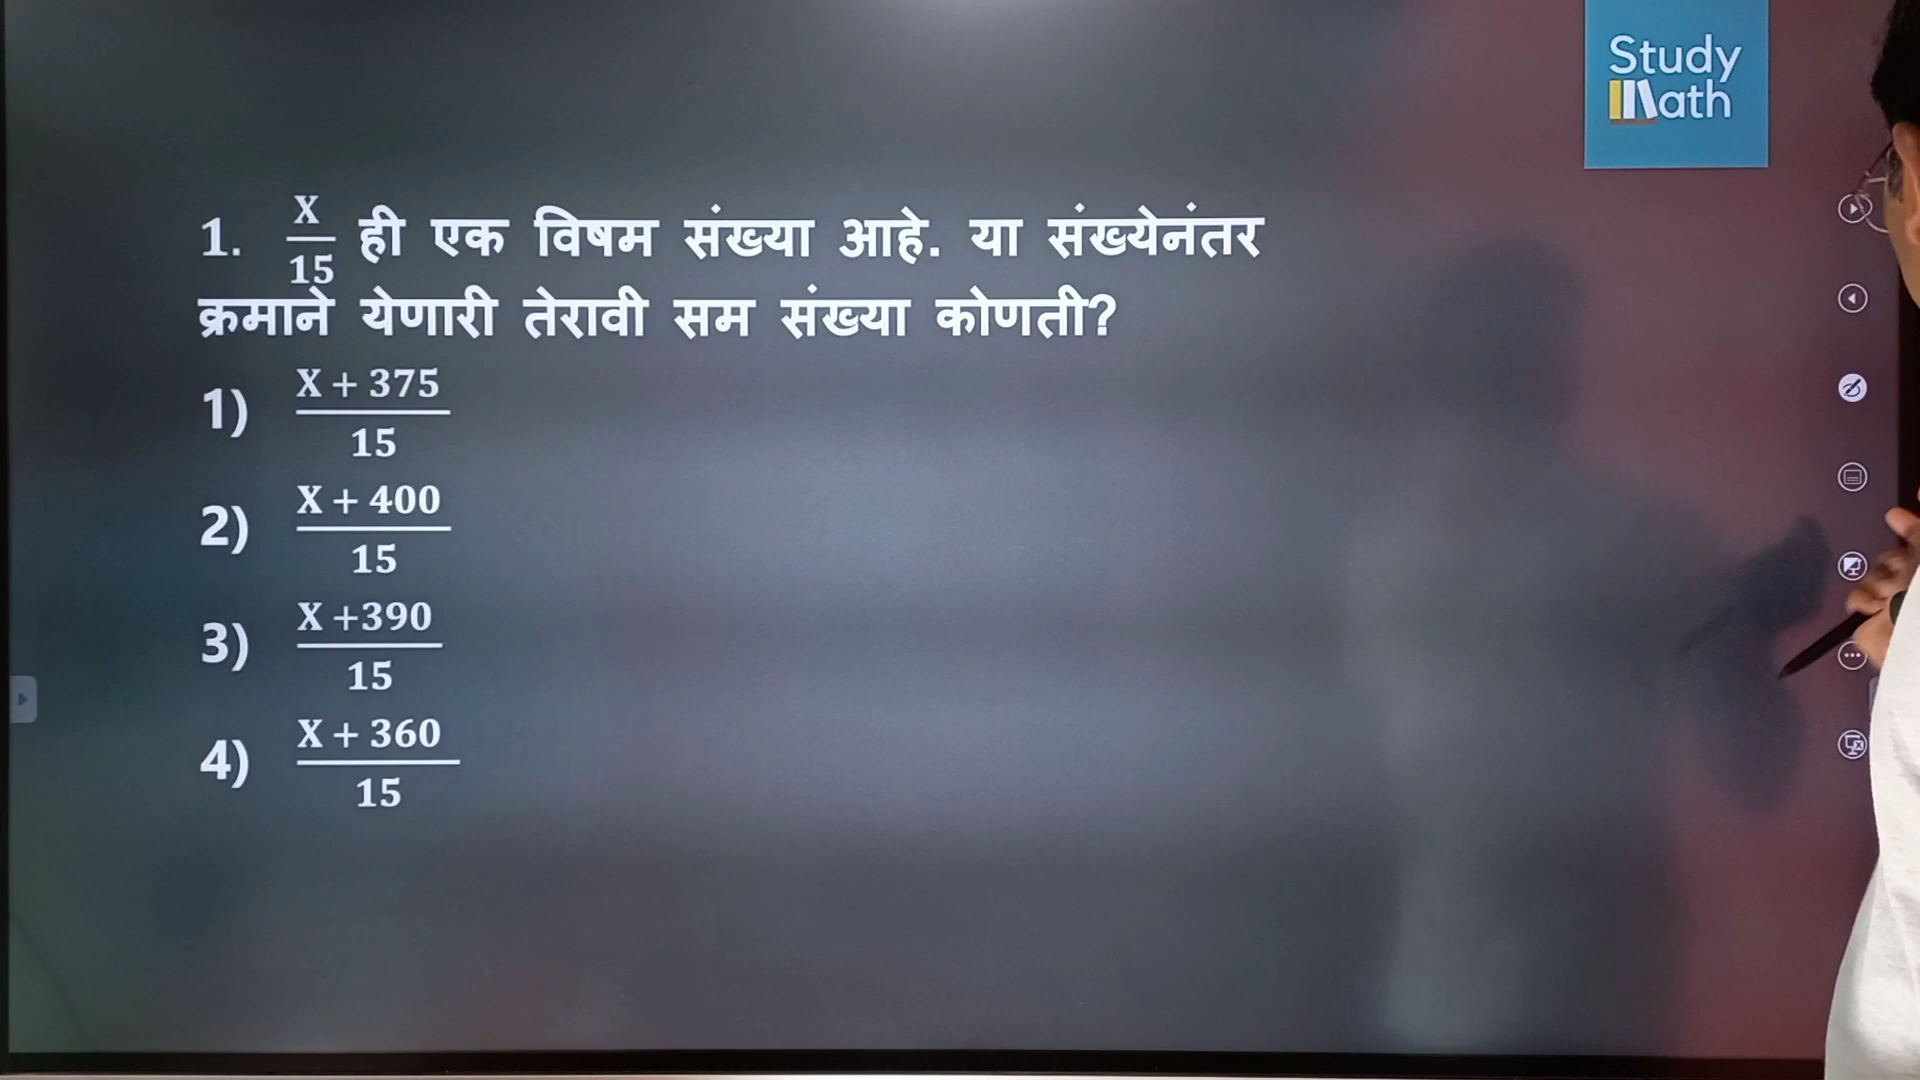 Study
Math
1. X/15 ही एक विषम संख्या आहे. या संख्येनंतर
क्रमाने येणारी तेरावी सम संख्या कोणती?
1) X + 375/15
2) X + 400/15
3) X +390/15
4) X + 360/15